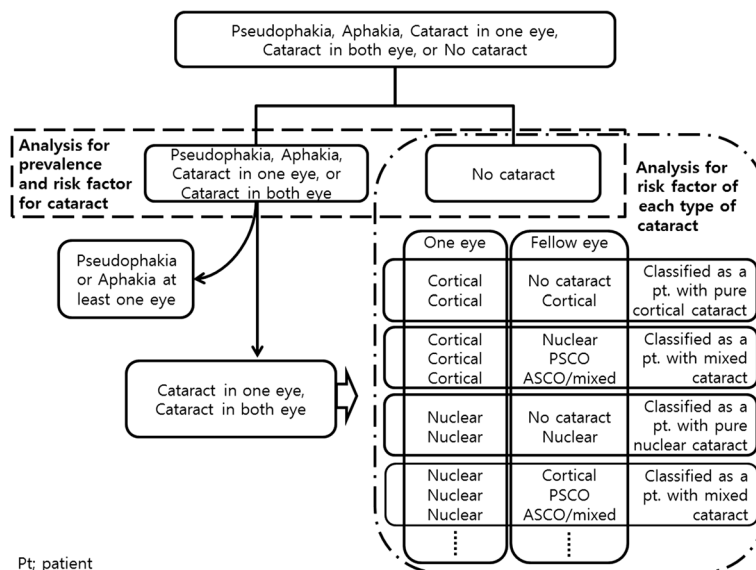 Pseudophakia, Aphakia, Cataract in one eye,
Cataract in both eye, or No cataract
Analysis for
prevalence
and risk factor
for cataract
Pseudophakia, Aphakia,
Cataract in one eye, or
Cataract in both eye
No cataract
Analysis for
risk factor of
each type of
cataract
Pseudophakia
or Aphakia at
least one eye
Cataract in one eye,
Cataract in both eye
One eye
Fellow eye
Cortical
Cortical
No cataract
Cortical
Classified as a
pt. with pure
cortical cataract
Cortical
Cortical
Cortical
Nuclear
PSCO
ASCO/mixed
Classified as a
pt. with mixed
cataract
Nuclear
Nuclear
No cataract
Nuclear
Classified as a
pt. with pure
nuclear cataract
Nuclear
Nuclear
Nuclear
Cortical
PSCO
ASCO/mixed
Classified as a
pt. with mixed
cataract
Pt; patient